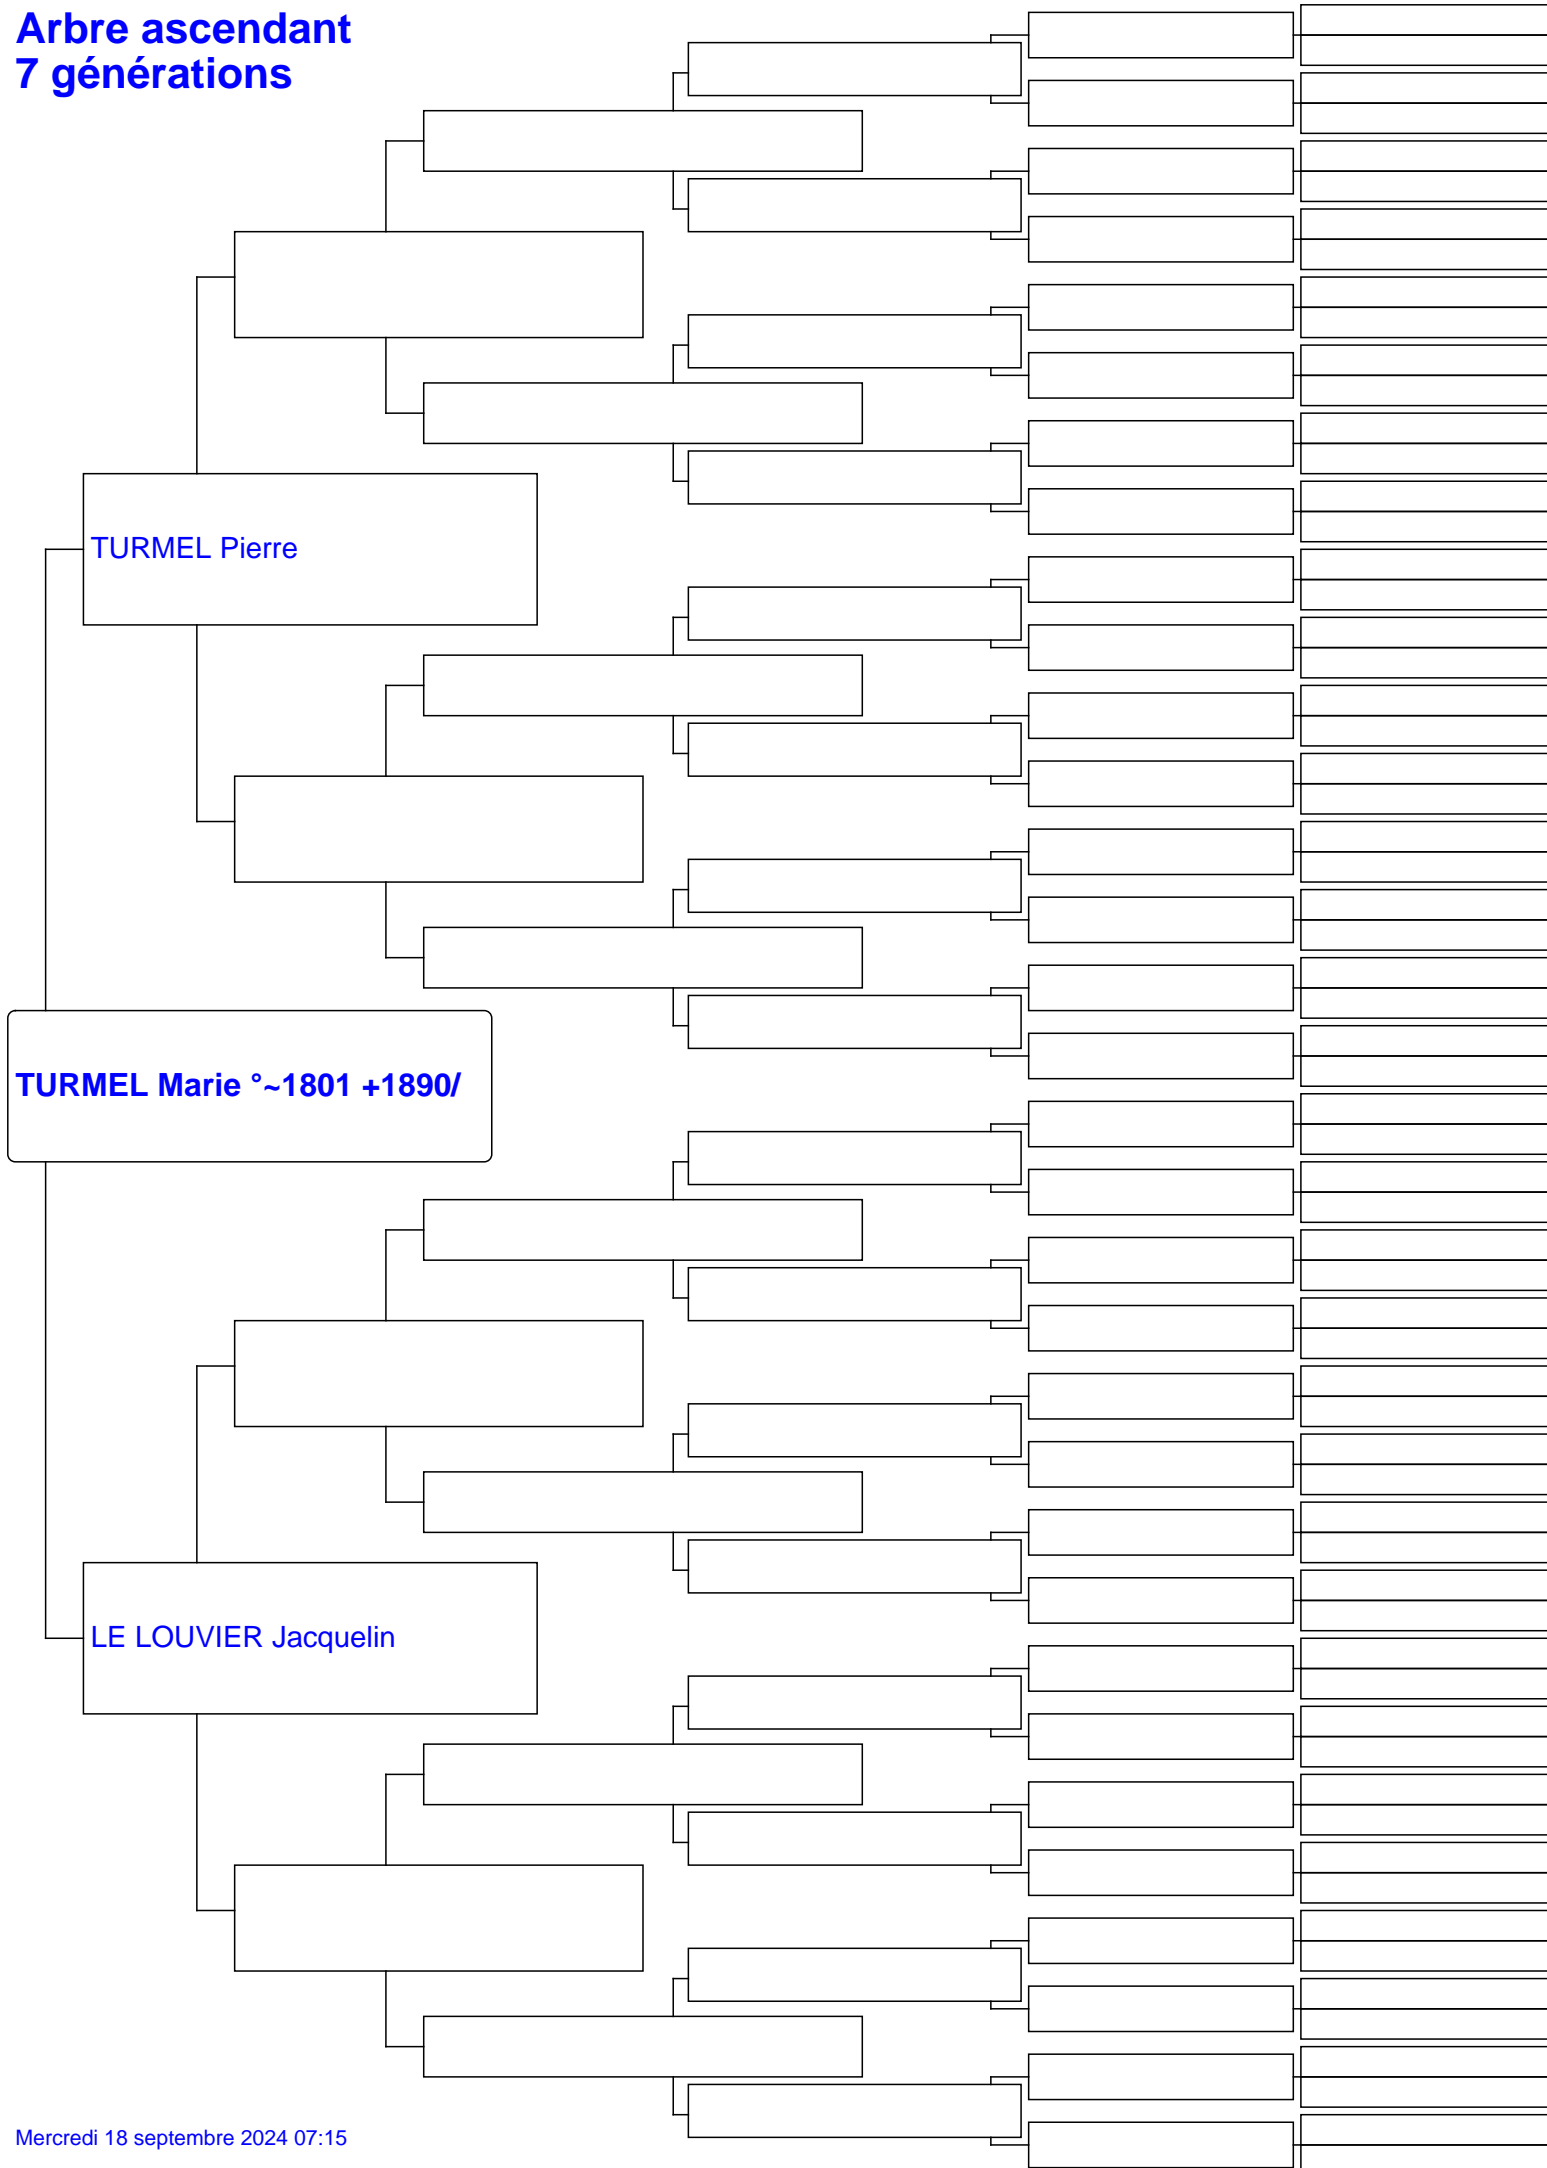 Arbre ascendant
7 générations
TURMEL Pierre
TURMEL Marie °~1801 +1890/
LE LOUVIER Jacquelin
Mercredi 18 septembre 2024 07:15